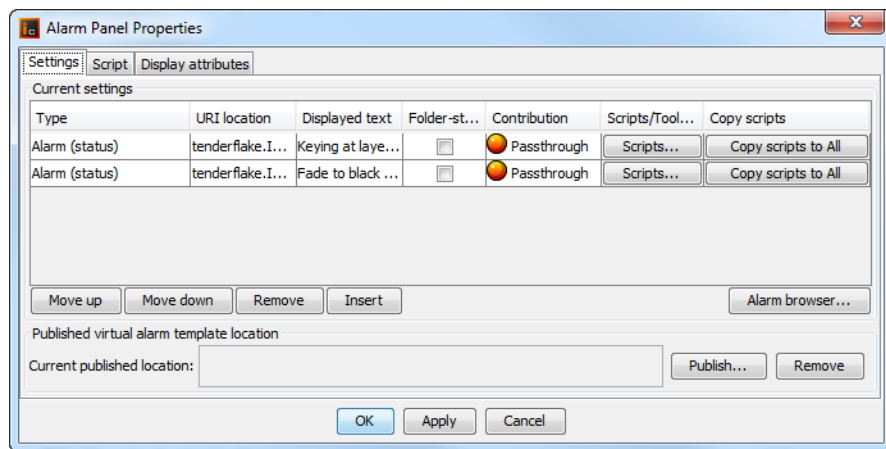 Alarm Panel Properties
Settings Script Display attributes
Current settings
Type URI location Displayed text Folder-st... Contribution Scripts/Tool... Copy scripts
Alarm (status) tenderflake.I... Keying at laye... Passthrough Scripts... Copy scripts to All
Alarm (status) tenderflake.I... Fade to black ... Passthrough Scripts... Copy scripts to All
Move up Move down Remove Insert Alarm browser...
Published virtual alarm template location
Current published location: Publish... Remove
OK Apply Cancel